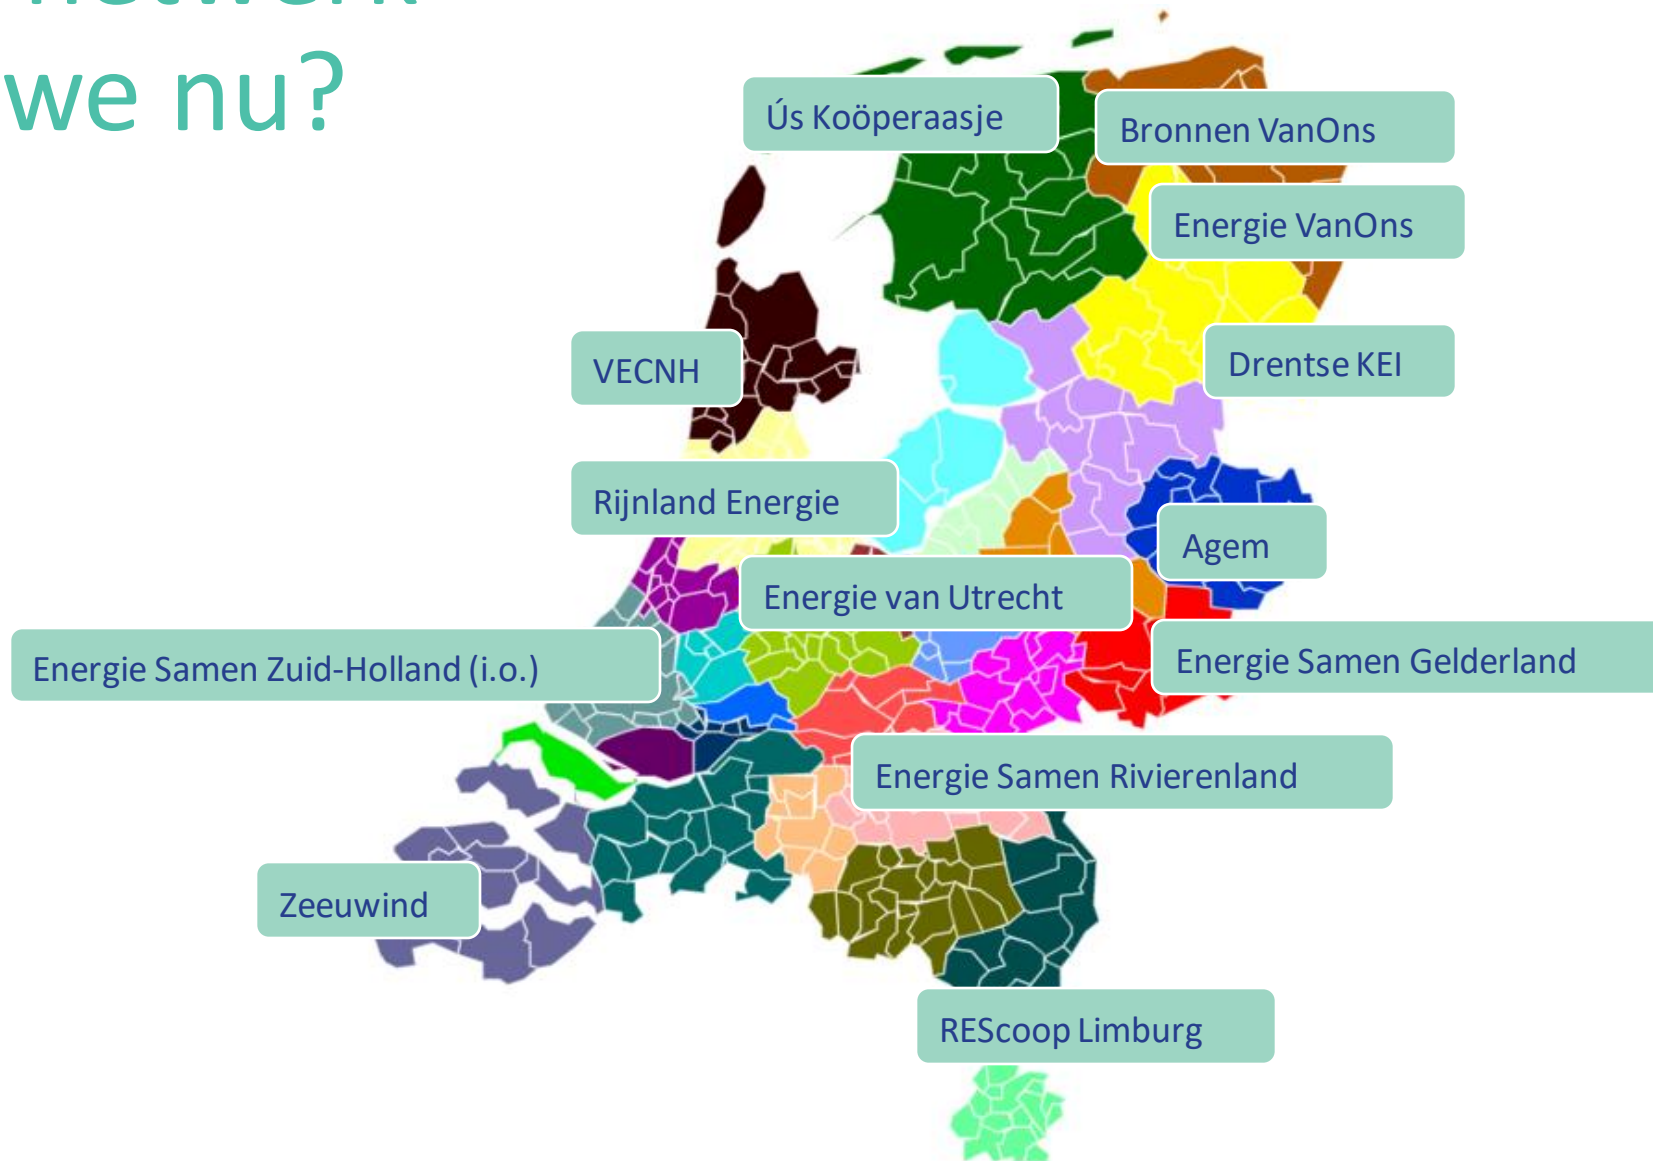 netwerk
we nu?
Ús Koöperaasje
Bronnen VanOns
Energie VanOns
VECNH
Drentse KEI
Rijnland Energie
Agem
Energie van Utrecht
Energie Samen Zuid-Holland (i.o.)
Energie Samen Gelderland
Energie Samen Rivierenland
Zeeuwind
REScoop Limburg